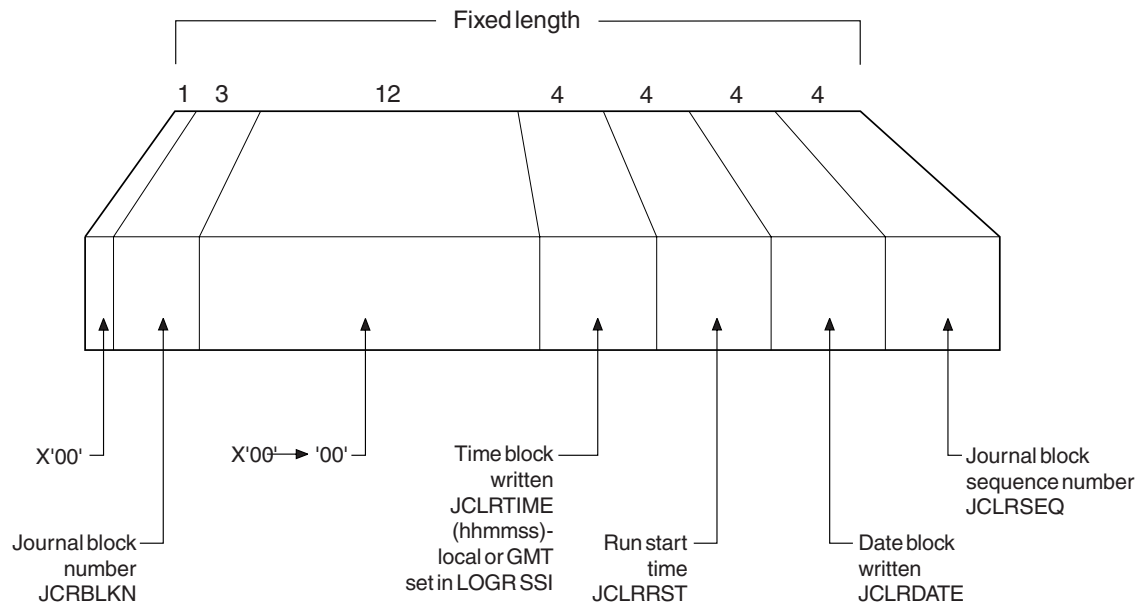 Fixed length
1 3 12 4 4 4 4
X'00'
X'00' '00'
Time block
written
JCLRTIME
(hhmmss)-
local or GMT
set in LOGR SSI
Journal block
sequence number
JCLRSEQ
Journal block
number
JCRBLKN
Run start
time
JCLRRST
Date block
written
JCLRDATE